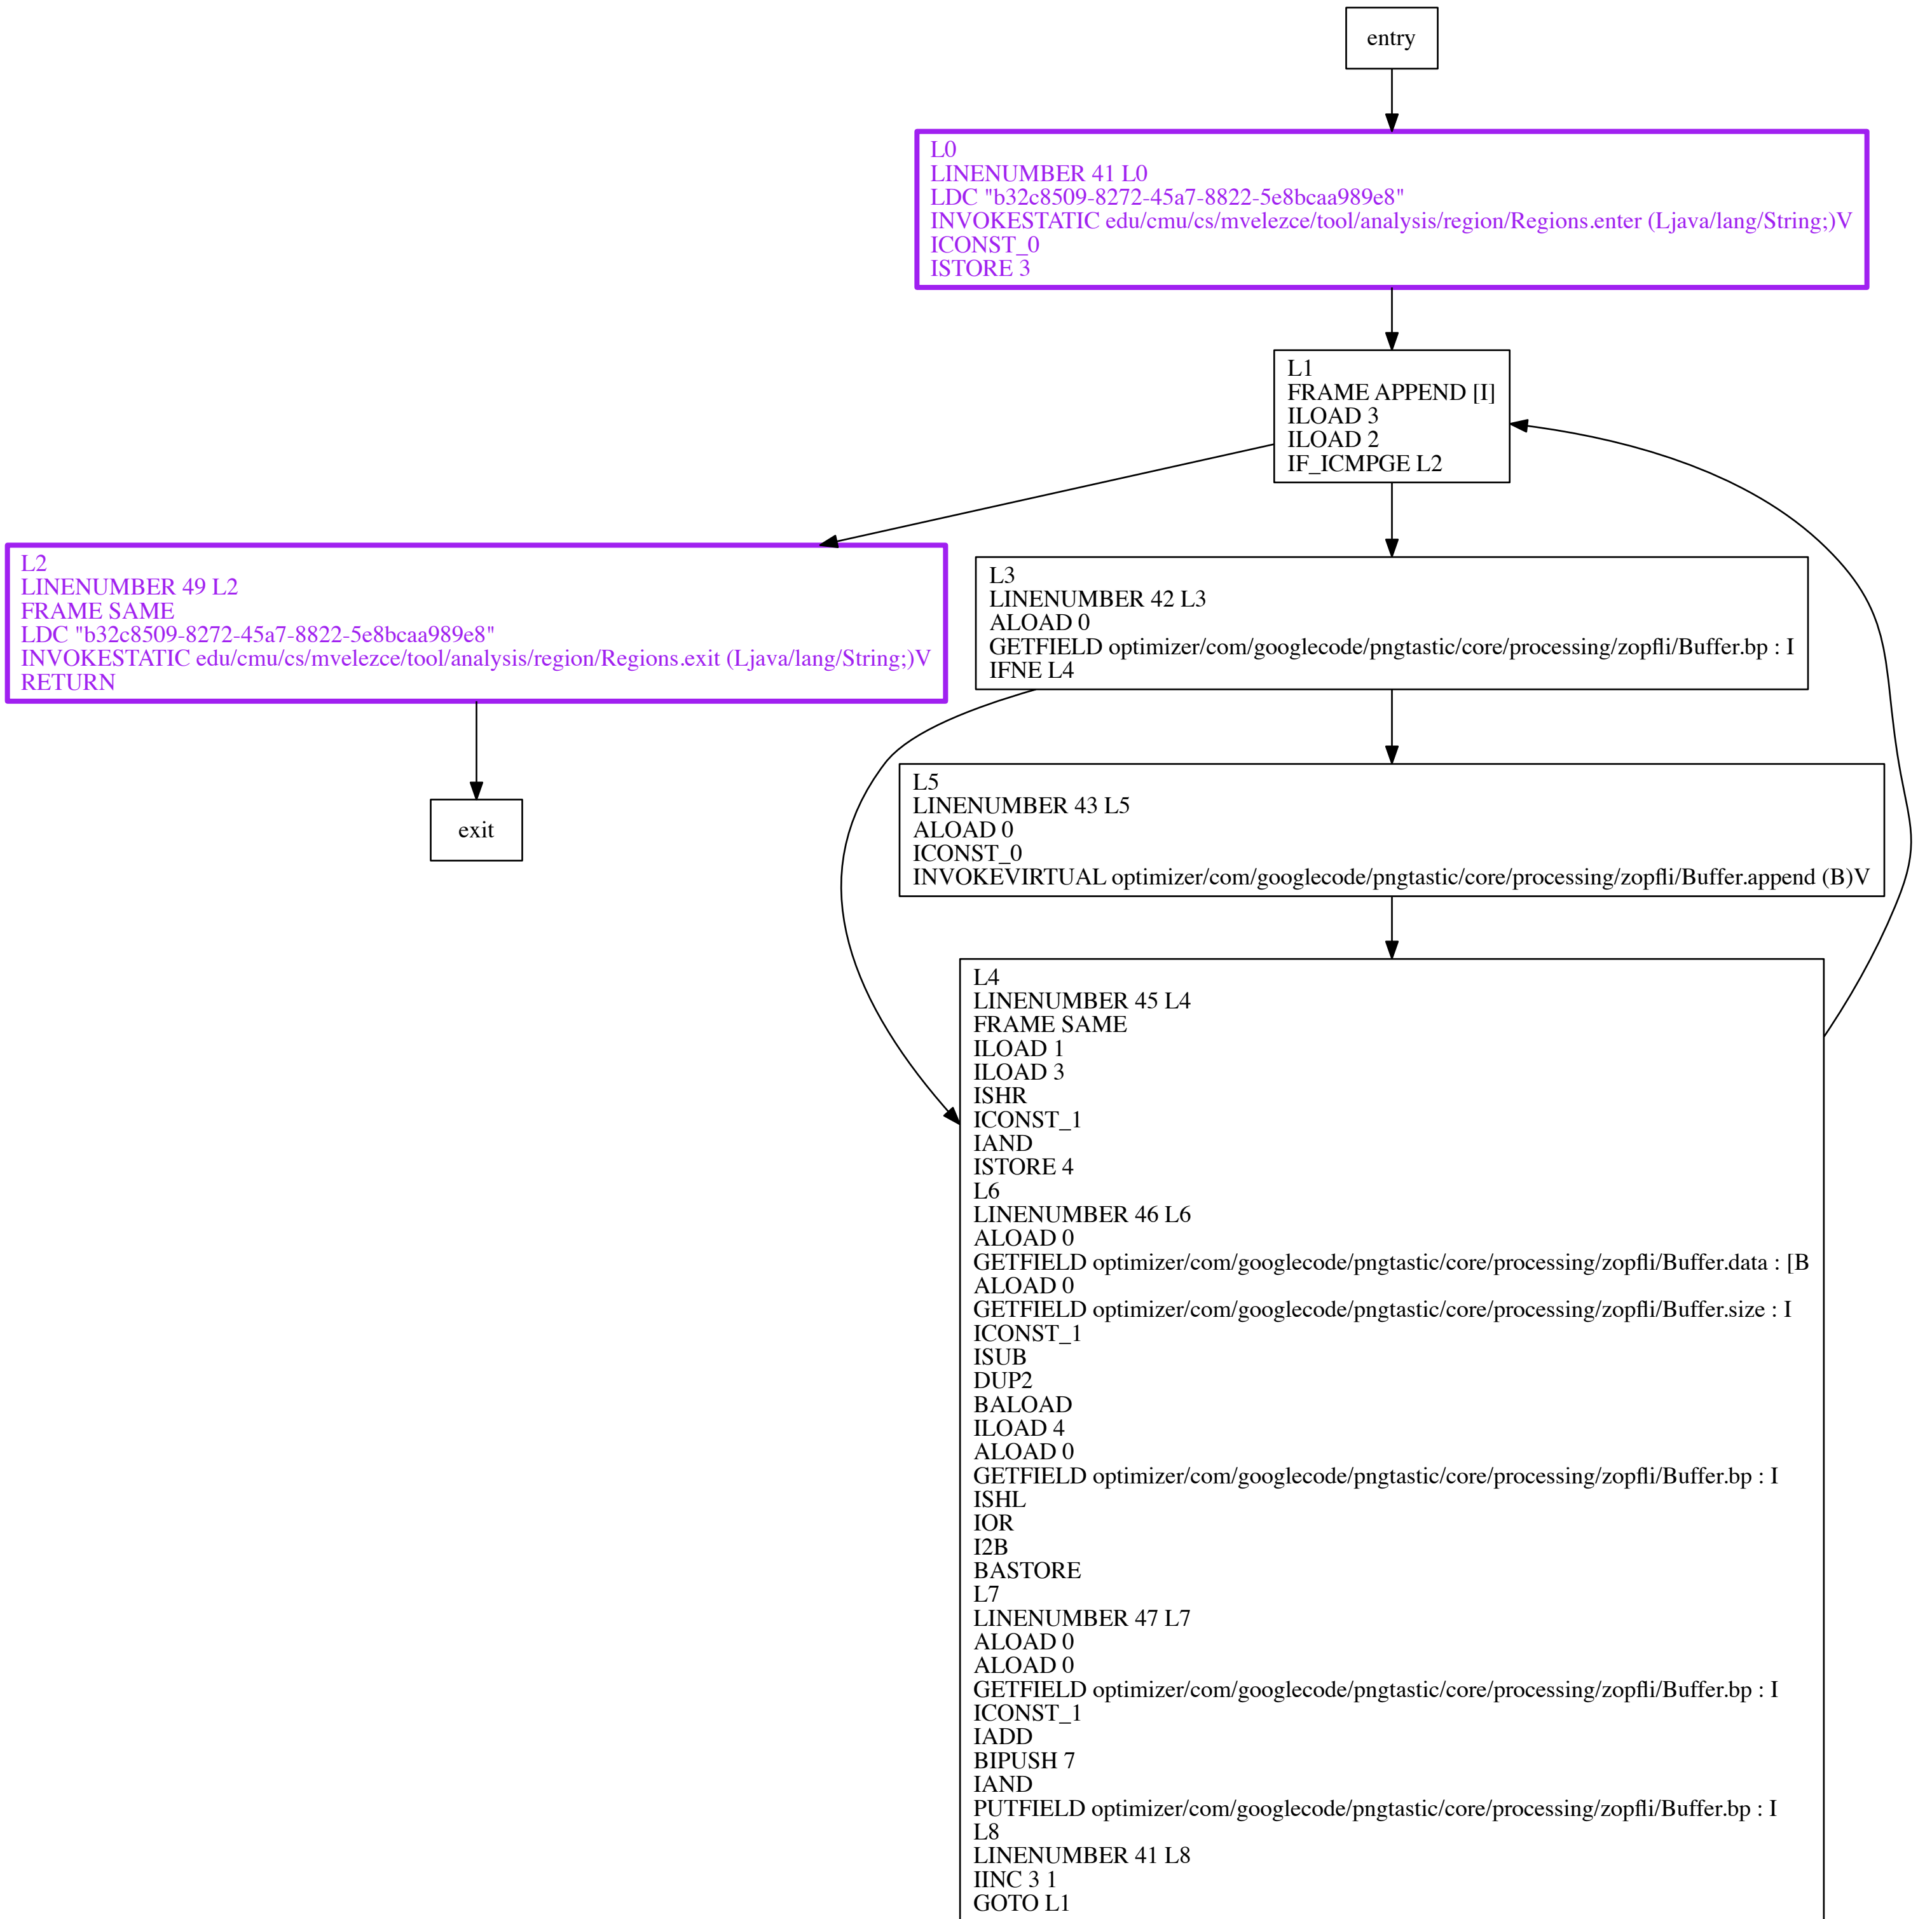 entry
L0
LINENUMBER 41 L0
LDC "b32c8509-8272-45a7-8822-5e8bcaa989e8"
INVOKESTATIC edu/cmu/cs/mvelezce/tool/analysis/region/Regions.enter (Ljava/lang/String;)V
ICONST_0
ISTORE 3
L1
FRAME APPEND [I]
ILOAD 3
ILOAD 2
IF_ICMPGE L2
L2
LINENUMBER 49 L2
FRAME SAME
LDC "b32c8509-8272-45a7-8822-5e8bcaa989e8"
INVOKESTATIC edu/cmu/cs/mvelezce/tool/analysis/region/Regions.exit (Ljava/lang/String;)V
RETURN
L3
LINENUMBER 42 L3
ALOAD 0
GETFIELD optimizer/com/googlecode/pngtastic/core/processing/zopfli/Buffer.bp : I
IFNE L4
exit
L5
LINENUMBER 43 L5
ALOAD 0
ICONST_0
INVOKEVIRTUAL optimizer/com/googlecode/pngtastic/core/processing/zopfli/Buffer.append (B)V
L4
LINENUMBER 45 L4
FRAME SAME
ILOAD 1
ILOAD 3
ISHR
ICONST_1
IAND
ISTORE 4
L6
LINENUMBER 46 L6
ALOAD 0
GETFIELD optimizer/com/googlecode/pngtastic/core/processing/zopfli/Buffer.data : [B
ALOAD 0
GETFIELD optimizer/com/googlecode/pngtastic/core/processing/zopfli/Buffer.size : I
ICONST_1
ISUB
DUP2
BALOAD
ILOAD 4
ALOAD 0
GETFIELD optimizer/com/googlecode/pngtastic/core/processing/zopfli/Buffer.bp : I
ISHL
IOR
I2B
BASTORE
L7
LINENUMBER 47 L7
ALOAD 0
ALOAD 0
GETFIELD optimizer/com/googlecode/pngtastic/core/processing/zopfli/Buffer.bp : I
ICONST_1
IADD
BIPUSH 7
IAND
PUTFIELD optimizer/com/googlecode/pngtastic/core/processing/zopfli/Buffer.bp : I
L8
LINENUMBER 41 L8
IINC 3 1
GOTO L1